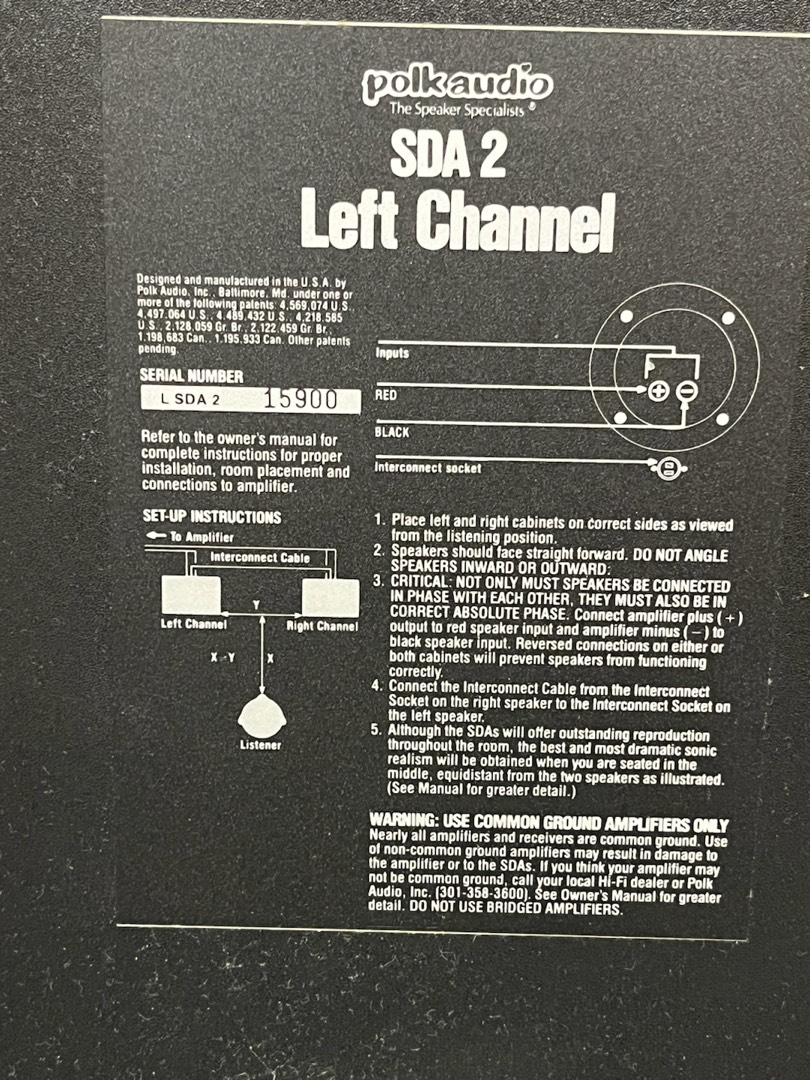 polkaudio
The Speaker Specialists®
SDA 2
Left Channel
Designed and manufactured in the U.S.A. by
Polk Audio, Inc., Baltimore, Md. under one or
more of the following patents: 4,569,074 U.S.,
4,497,064 U.S., 4,489,432 U.S., 4,218,585
U.S., 2,128,059 Gr. Br., 2,122,459 Gr. Br.,
1,198,683 Can., 1,195,933 Can. Other patents
pending.
SERIAL NUMBER
L SDA 2 15900
Refer to the owner's manual for
complete instructions for proper
installation, room placement and
connections to amplifier.
Inputs
RED
BLACK
Interconnect socket
+ −
SET-UP INSTRUCTIONS
To Amplifier
Interconnect Cable
Y
Left Channel Right Channel
X = Y X
Listener
1. Place left and right cabinets on correct sides as viewed
from the listening position.
2. Speakers should face straight forward. DO NOT ANGLE
SPEAKERS INWARD OR OUTWARD.
3. CRITICAL: NOT ONLY MUST SPEAKERS BE CONNECTED
IN PHASE WITH EACH OTHER, THEY MUST ALSO BE IN
CORRECT ABSOLUTE PHASE. Connect amplifier plus (+)
output to red speaker input and amplifier minus (−) to
black speaker input. Reversed connections on either or
both cabinets will prevent speakers from functioning
correctly.
4. Connect the Interconnect Cable from the Interconnect
Socket on the right speaker to the Interconnect Socket on
the left speaker.
5. Although the SDAs will offer outstanding reproduction
throughout the room, the best and most dramatic sonic
realism will be obtained when you are seated in the
middle, equidistant from the two speakers as illustrated.
(See Manual for greater detail.)
WARNING: USE COMMON GROUND AMPLIFIERS ONLY
Nearly all amplifiers and receivers are common ground. Use
of non-common ground amplifiers may result in damage to
the amplifier or to the SDAs. If you think your amplifier may
not be common ground, call your local Hi-Fi dealer or Polk
Audio, Inc. (301-358-3600). See Owner's Manual for greater
detail. DO NOT USE BRIDGED AMPLIFIERS.